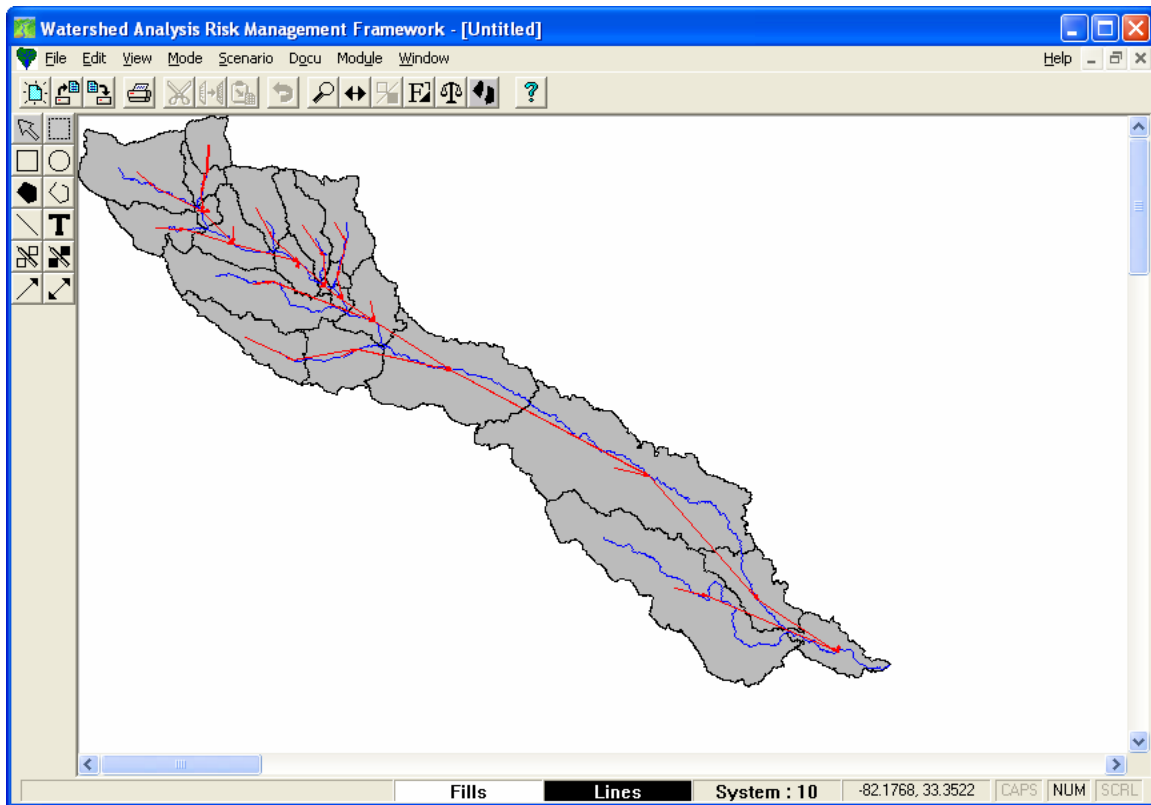 Watershed Analysis Risk Management Framework - [Untitled]
File Edit View Mode Scenario Docu Module Window Help
F
?
T
Fills Lines System : 10 -82.1768, 33.3522 CAPS NUM SCRL